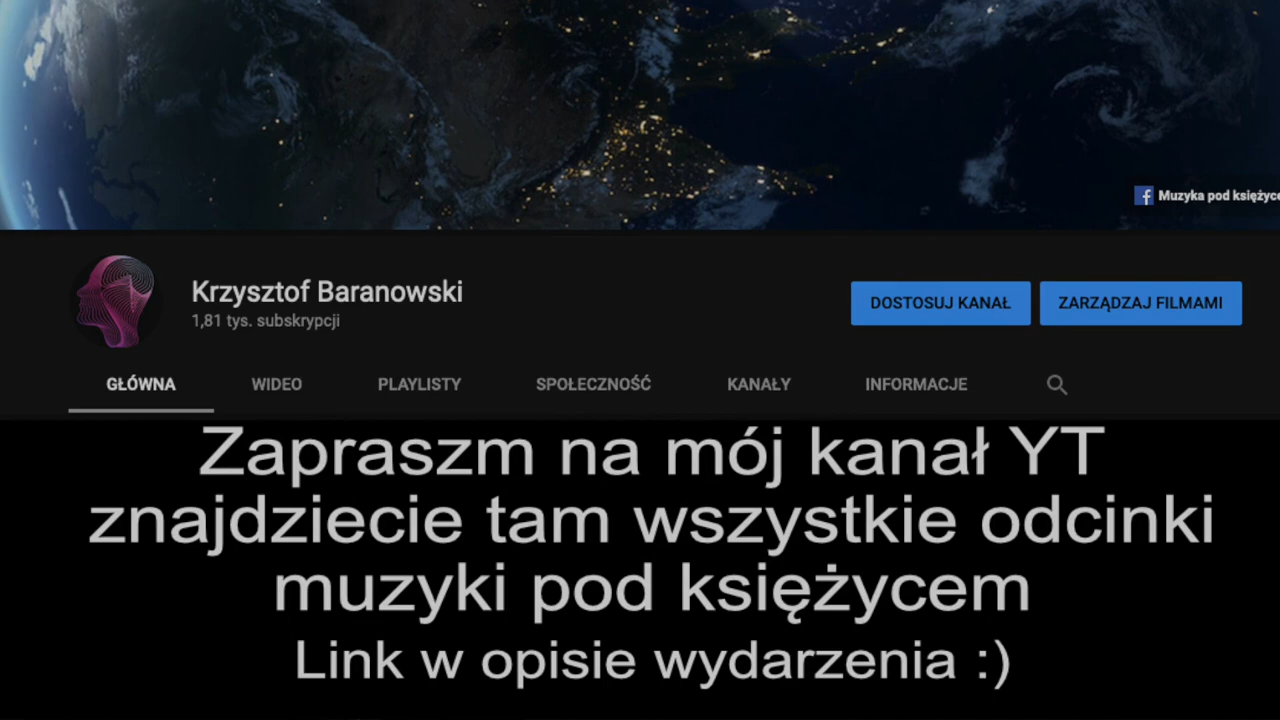 Muzyka pod księżyce
Krzysztof Baranowski
1,81 tys. subskrypcji
DOSTOSUJ KANAŁ
ZARZĄDZAJ FILMAMI
GŁÓWNA WIDEO PLAYLISTY SPOŁECZNOŚĆ KANAŁY INFORMACJE
Zapraszm na mój kanał YT
znajdziecie tam wszystkie odcinki
muzyki pod księżycem
Link w opisie wydarzenia :)